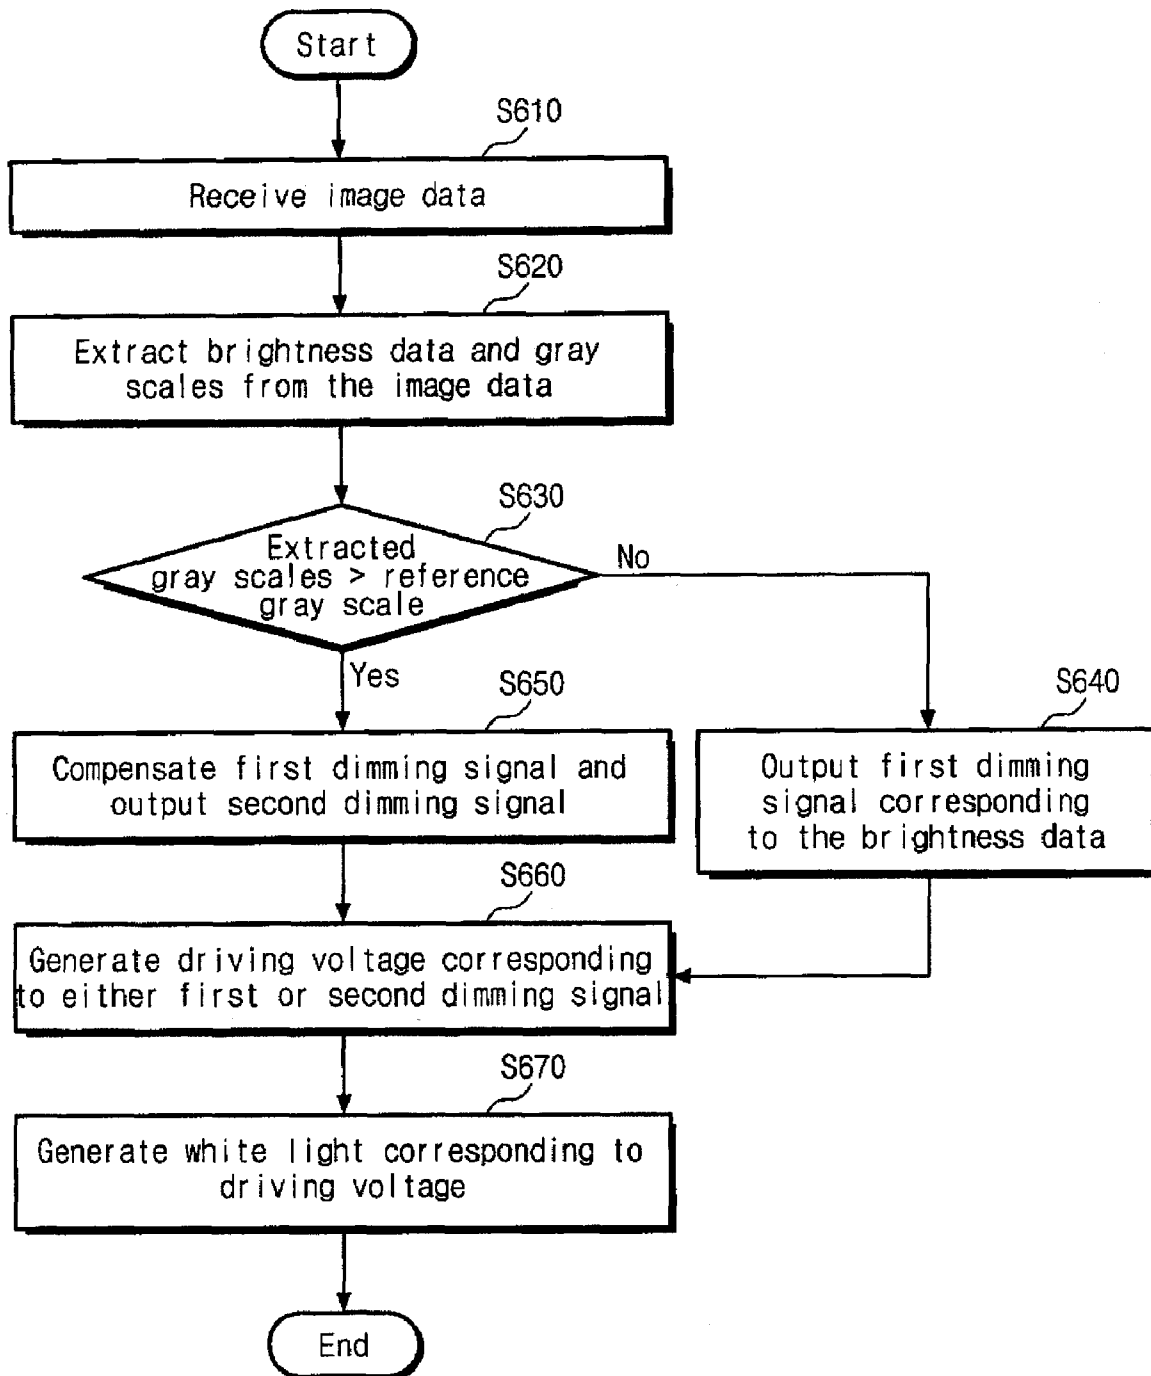 Start
S610
Receive image data
S620
Extract brightness data and gray
scales from the image data
S630
Extracted
gray scales > reference
gray scale
No
Yes
S650
Compensate first dimming signal and
output second dimming signal
S640
Output first dimming
signal corresponding
to the brightness data
S660
Generate driving voltage corresponding
to either first or second dimming signal
S670
Generate white light corresponding to
driving voltage
End